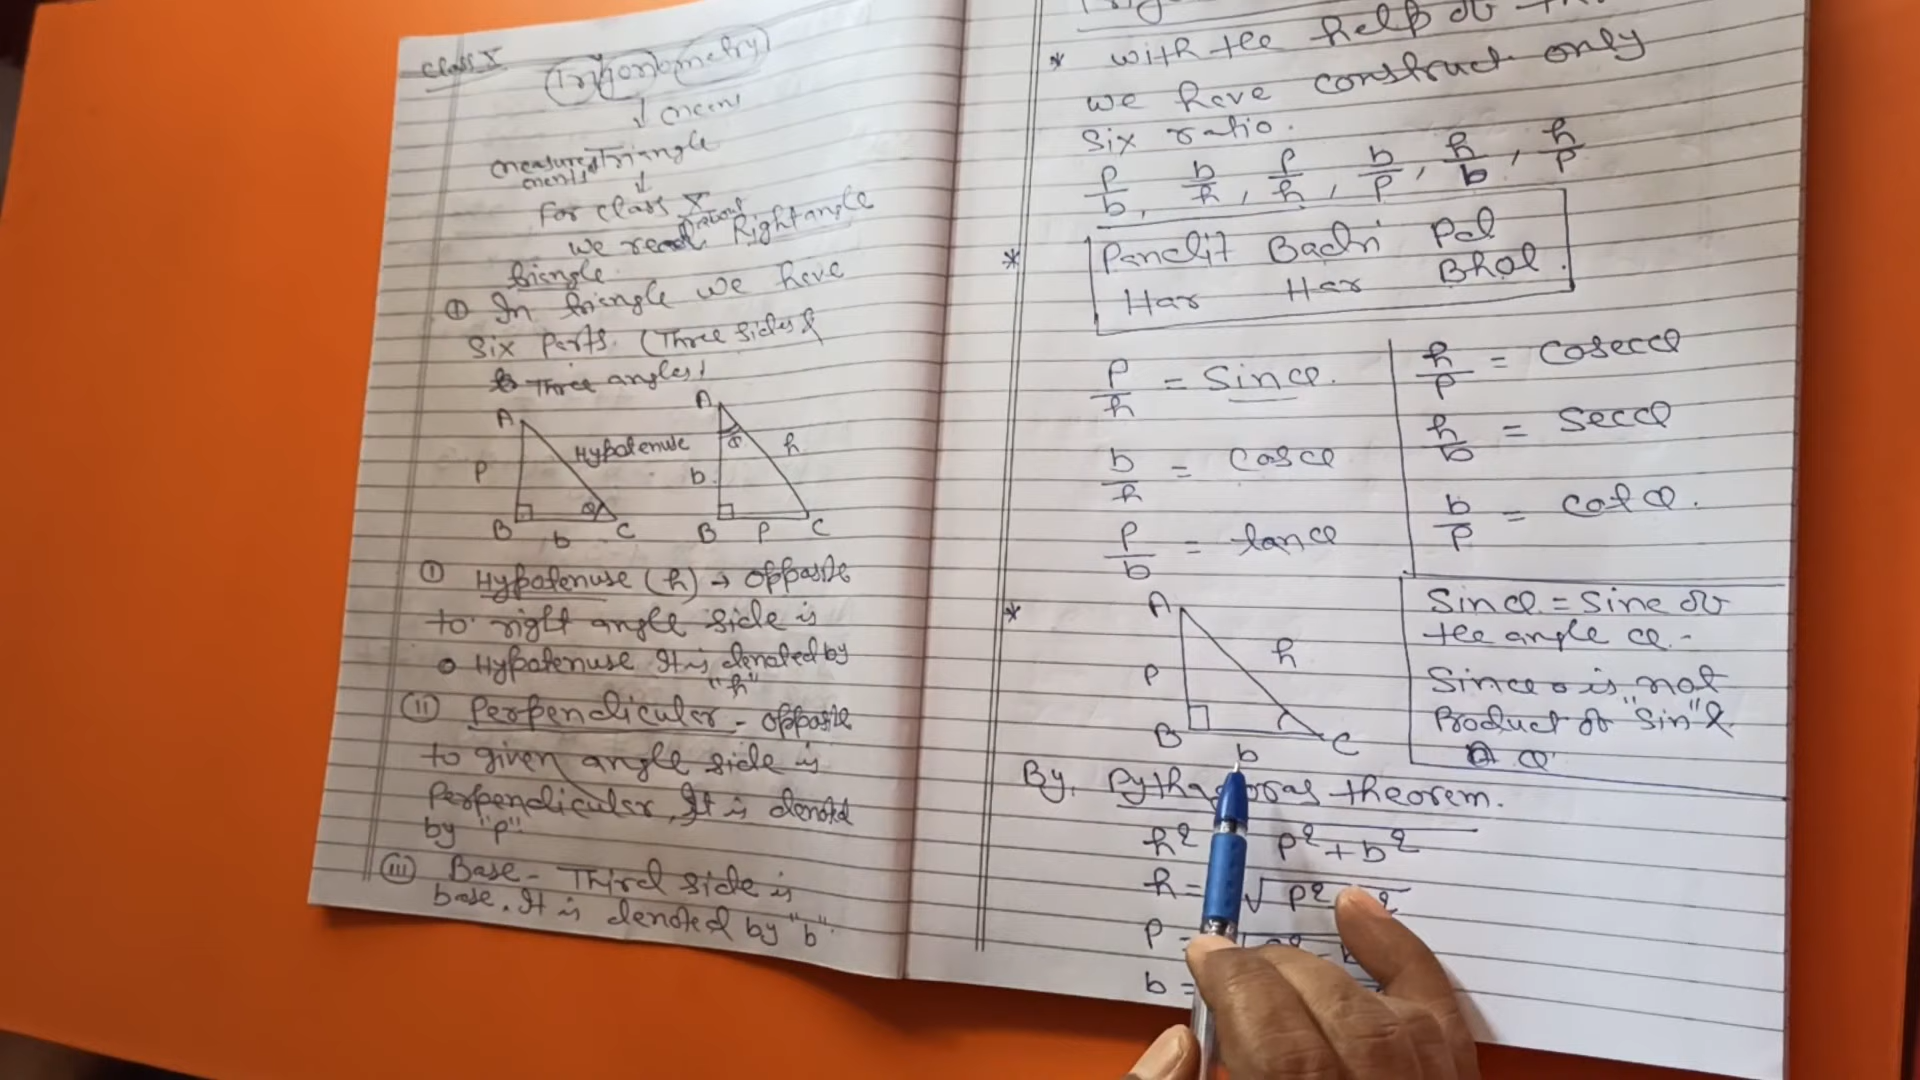 Class X
Trigonometry
↓ means
measurements Triangle
↓
For class X
we read about Right angle
triangle.
① In triangle we have
Six Parts. (Three sides &
Three angles)
A
P
Hypotenuse
B
b
C
θ
A
θ
h
b
B
P
C
① Hypotenuse (h) → opposite
to right angle side is
Hypotenuse It is denoted by
"h"
(ii) Perpendicular - opposite
to given angle side is
Perpendicular, It is denoted
by "P".
(iii) Base - Third side is
base. It is denoted by "b".
* with the help of
we have construct only
Six ratio.
P/b, b/h, P/h, b/P, h/b, h/P
* Pandit Badri Pd
Har Har Bhol.
P/h = Sinθ.
b/h = Cosθ
P/b = tanθ
h/P = Cosecθ
h/b = Secθ
b/P = Cotθ.
*
A
P
h
B
b
C
Sinθ = Sine of
the angle θ.-
Sinθ is not
Product of "Sin" &
θ
By, Pythagoras theorem.
h² P² + b²
h = √P² ²
P =
b =